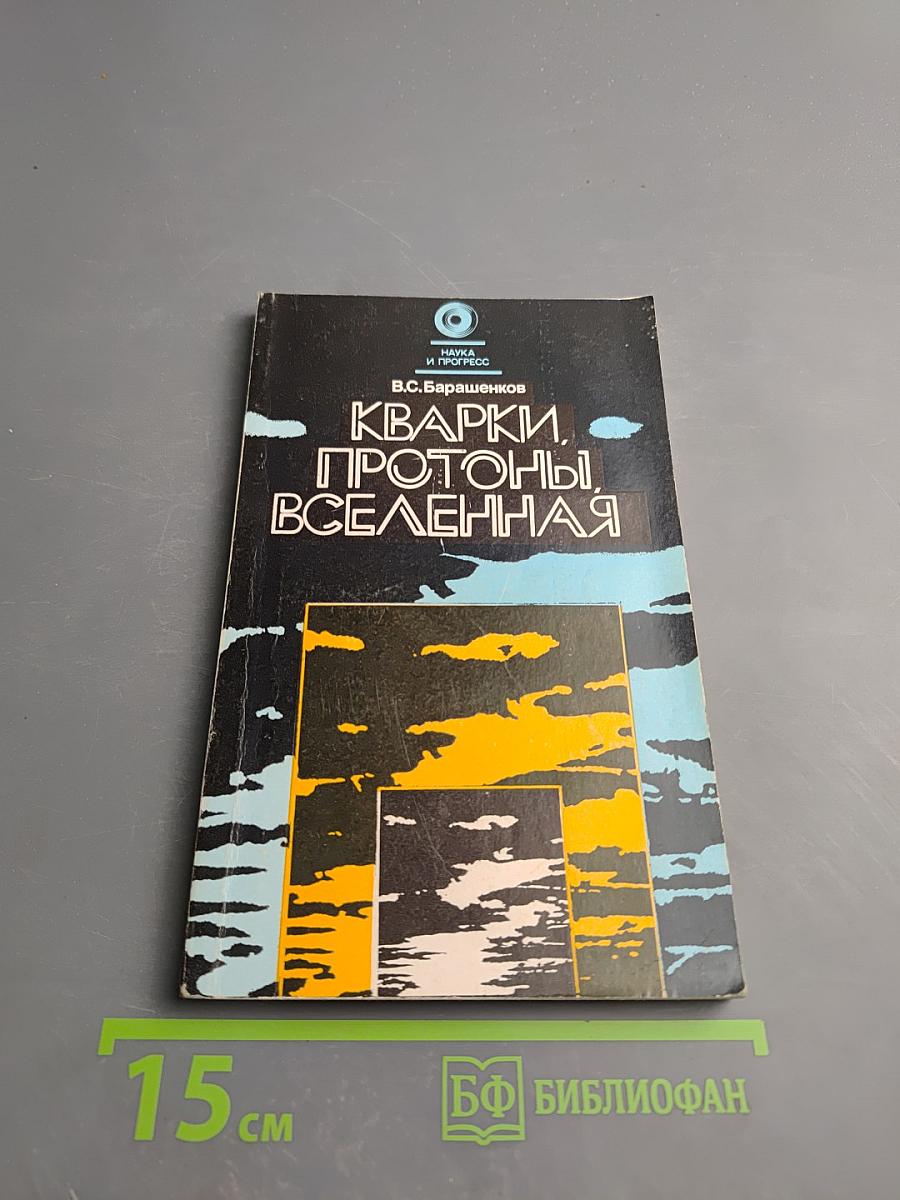 НАУКА
И ПРОГРЕСС
В.С.Барашенков
КВАРКИ,
ПРОТОНЫ,
ВСЕЛЕННАЯ
15 см
БФ БИБЛИОФАН